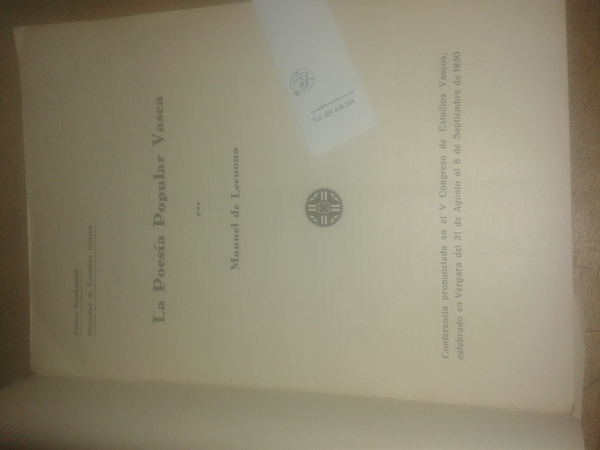 Eusko-Ikaskuntza
Sociedad de Estudios Vascos
La Poesía Popular Vasca
por
Manuel de Lecuona
Conferencia pronunciada en el V Congreso de Estudios Vascos,
celebrado en Vergara del 31 de Agosto al 8 de Septiembre de 1930
Tel.